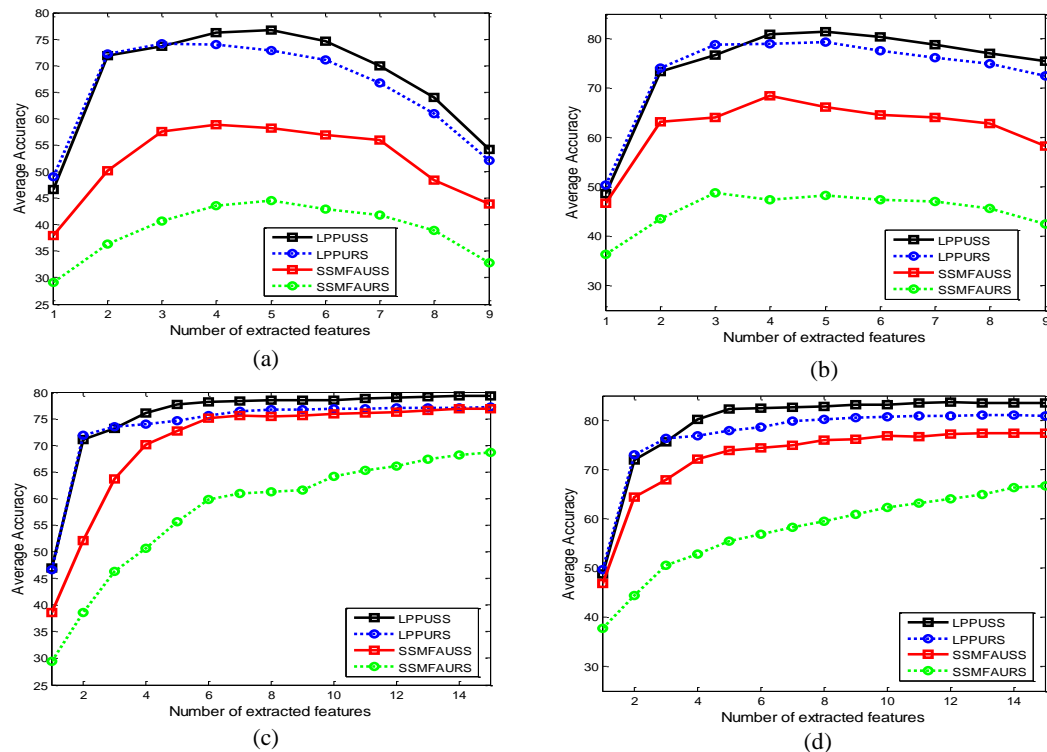 80
75
70
65
60
55
50
45
40
35
30
25
Average Accuracy
LPPUSS
LPPURS
SSMFAUSS
SSMFAURS
1 2 3 4 5 6 7 8 9
Number of extracted features
(a)
80
70
60
50
40
30
Average Accuracy
LPPUSS
LPPURS
SSMFAUSS
SSMFAURS
1 2 3 4 5 6 7 8 9
Number of extracted features
(b)
80
75
70
65
60
55
50
45
40
35
30
25
Average Accuracy
LPPUSS
LPPURS
SSMFAUSS
SSMFAURS
2 4 6 8 10 12 14
Number of extracted features
(c)
80
70
60
50
40
30
Average Accuracy
LPPUSS
LPPURS
SSMFAUSS
SSMFAURS
2 4 6 8 10 12 14
Number of extracted features
(d)